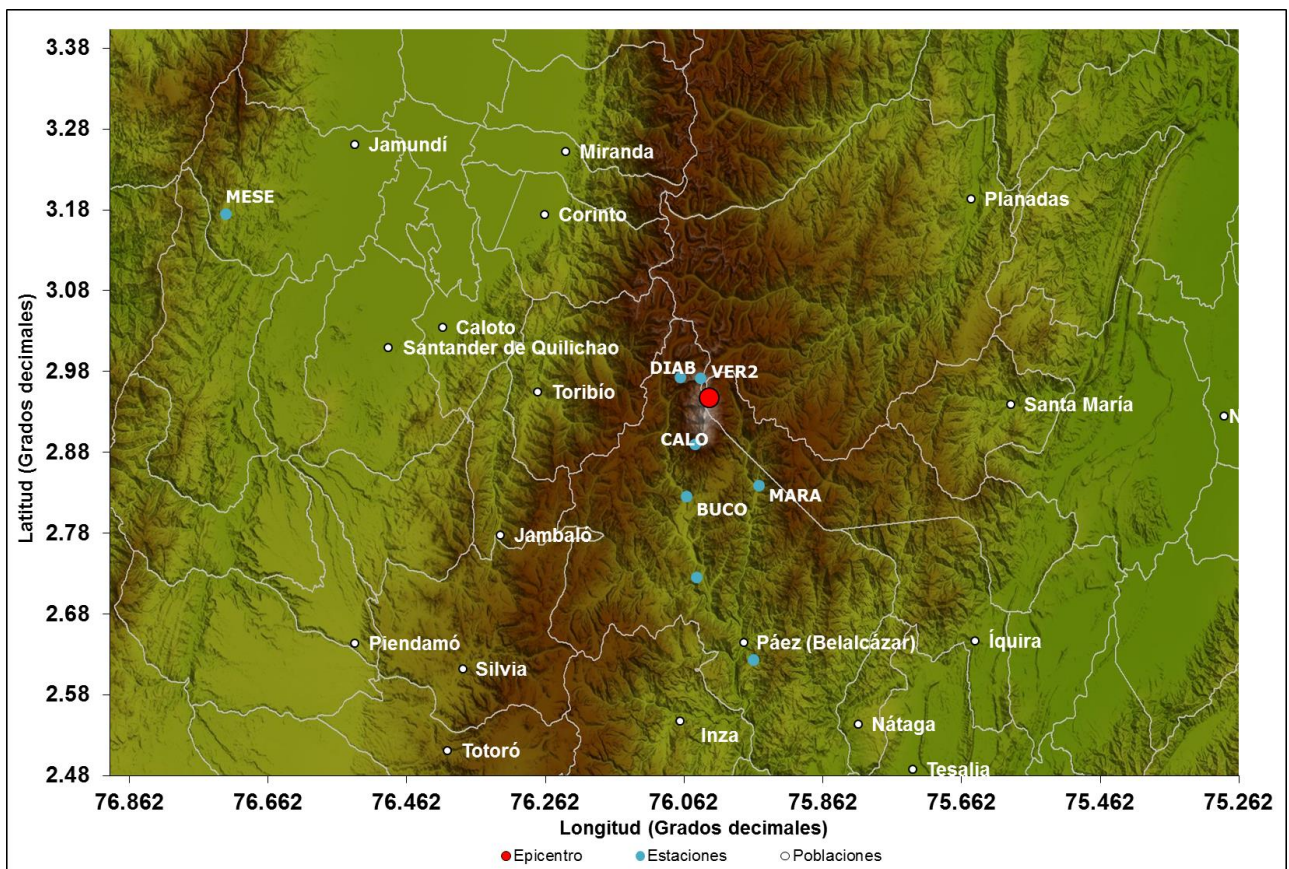 3.38
3.28
Jamundí
Miranda
MESE
Planadas
3.18
Corinto
3.08
Caloto
Santander de Quilichao
2.98
DIAB
VER2
Toribío
Santa María
N
CALO
2.88
MARA
BUCO
2.78
Jambaló
2.68
Piendamó
Páez (Belalcázar)
Íquira
Silvia
2.58
Inza
Nátaga
Totoró
Tesalia
2.48
76.862 76.662 76.462 76.262 76.062 75.862 75.662 75.462 75.262
Latitud (Grados decimales)
Longitud (Grados decimales)
Epicentro Estaciones Poblaciones